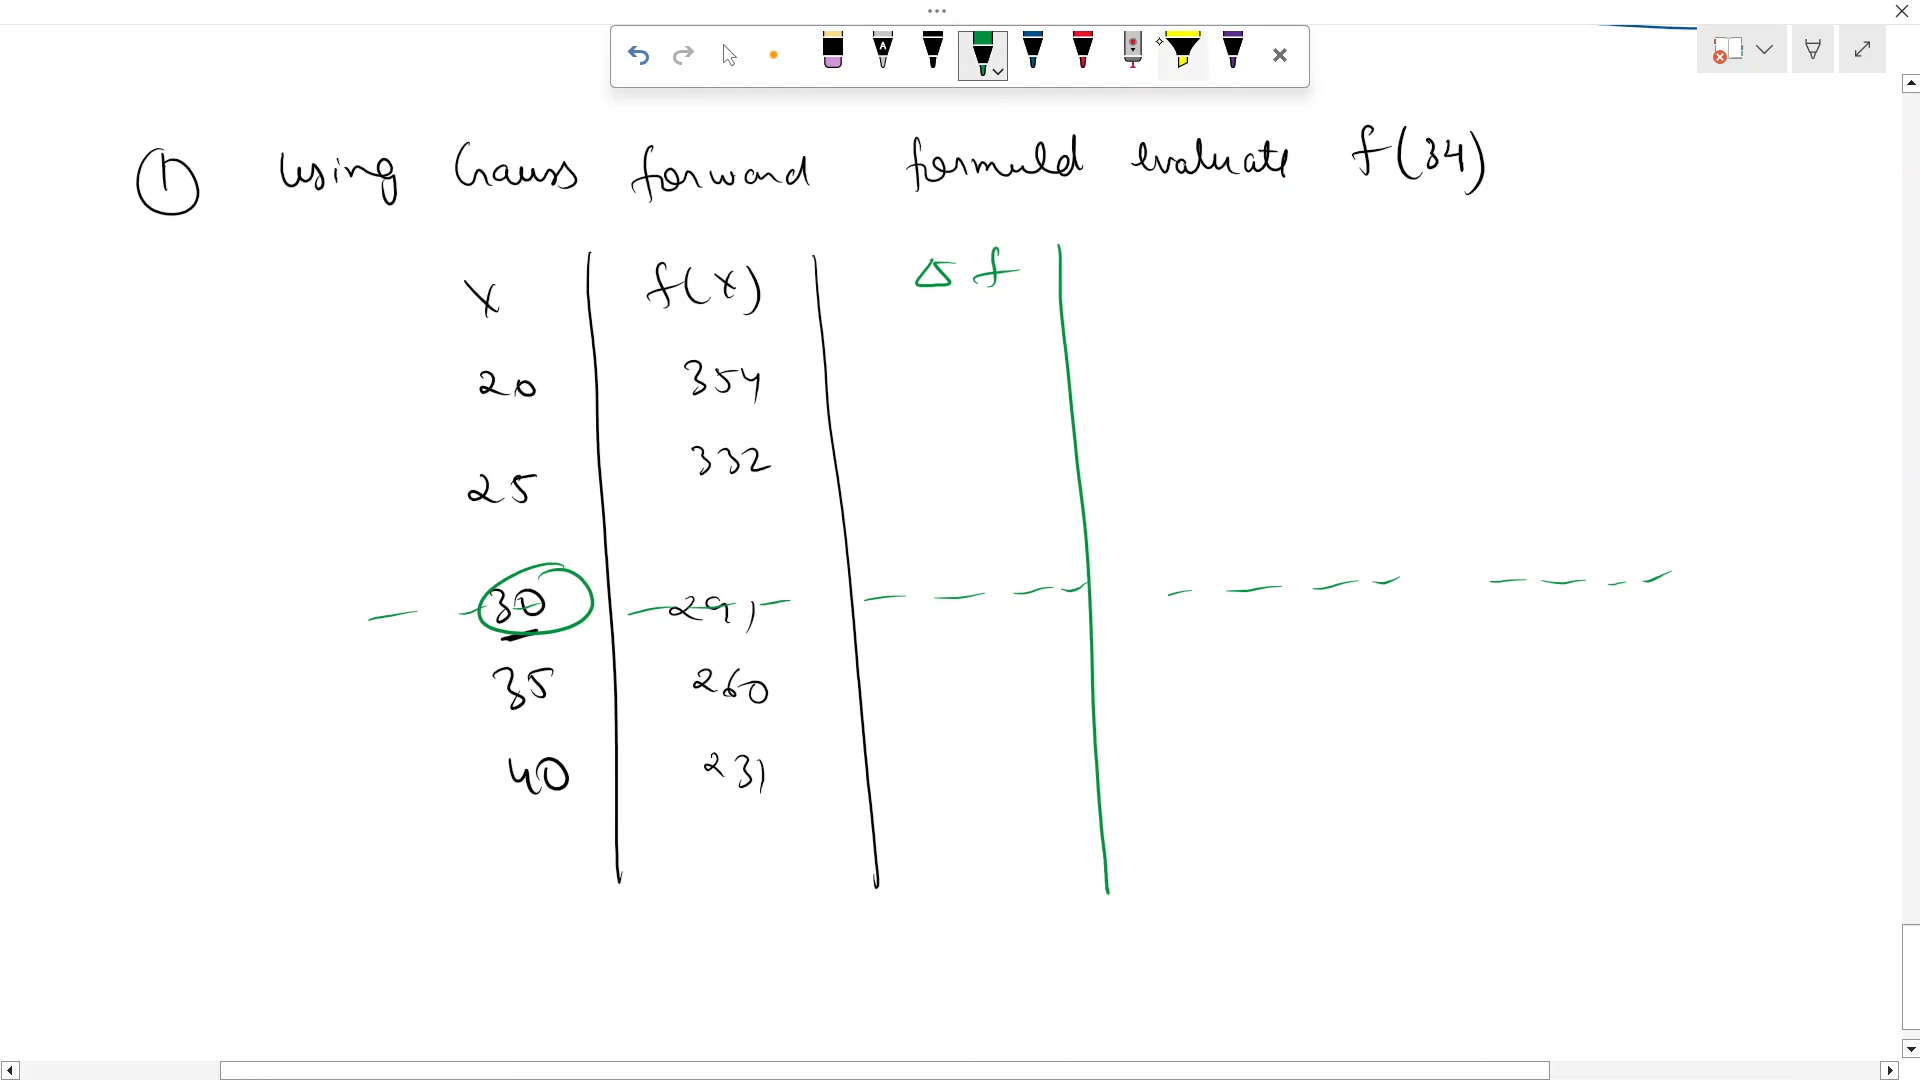 ① Using Gauss forward formula evaluate f(34)
x f(x) Δf
20 354
25 332
30 291
35 260
40 231